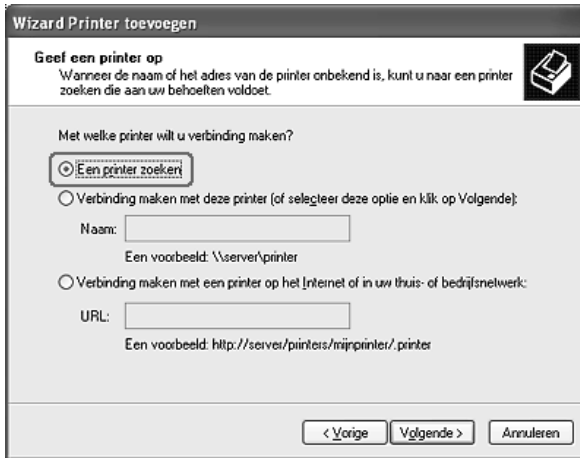 Wizard Printer toevoegen
Geef een printer op
Wanneer de naam of het adres van de printer onbekend is, kunt u naar een printer
zoeken die aan uw behoeften voldoet.
Met welke printer wilt u verbinding maken?
Een printer zoeken
Verbinding maken met deze printer (of selecteer deze optie en klik op Volgende):
Naam:
Een voorbeeld: \\server\printer
Verbinding maken met een printer op het Internet of in uw thuis- of bedrijfsnetwerk:
URL:
Een voorbeeld: http://server/printers/mijnprinter/.printer
< Vorige
Volgende >
Annuleren